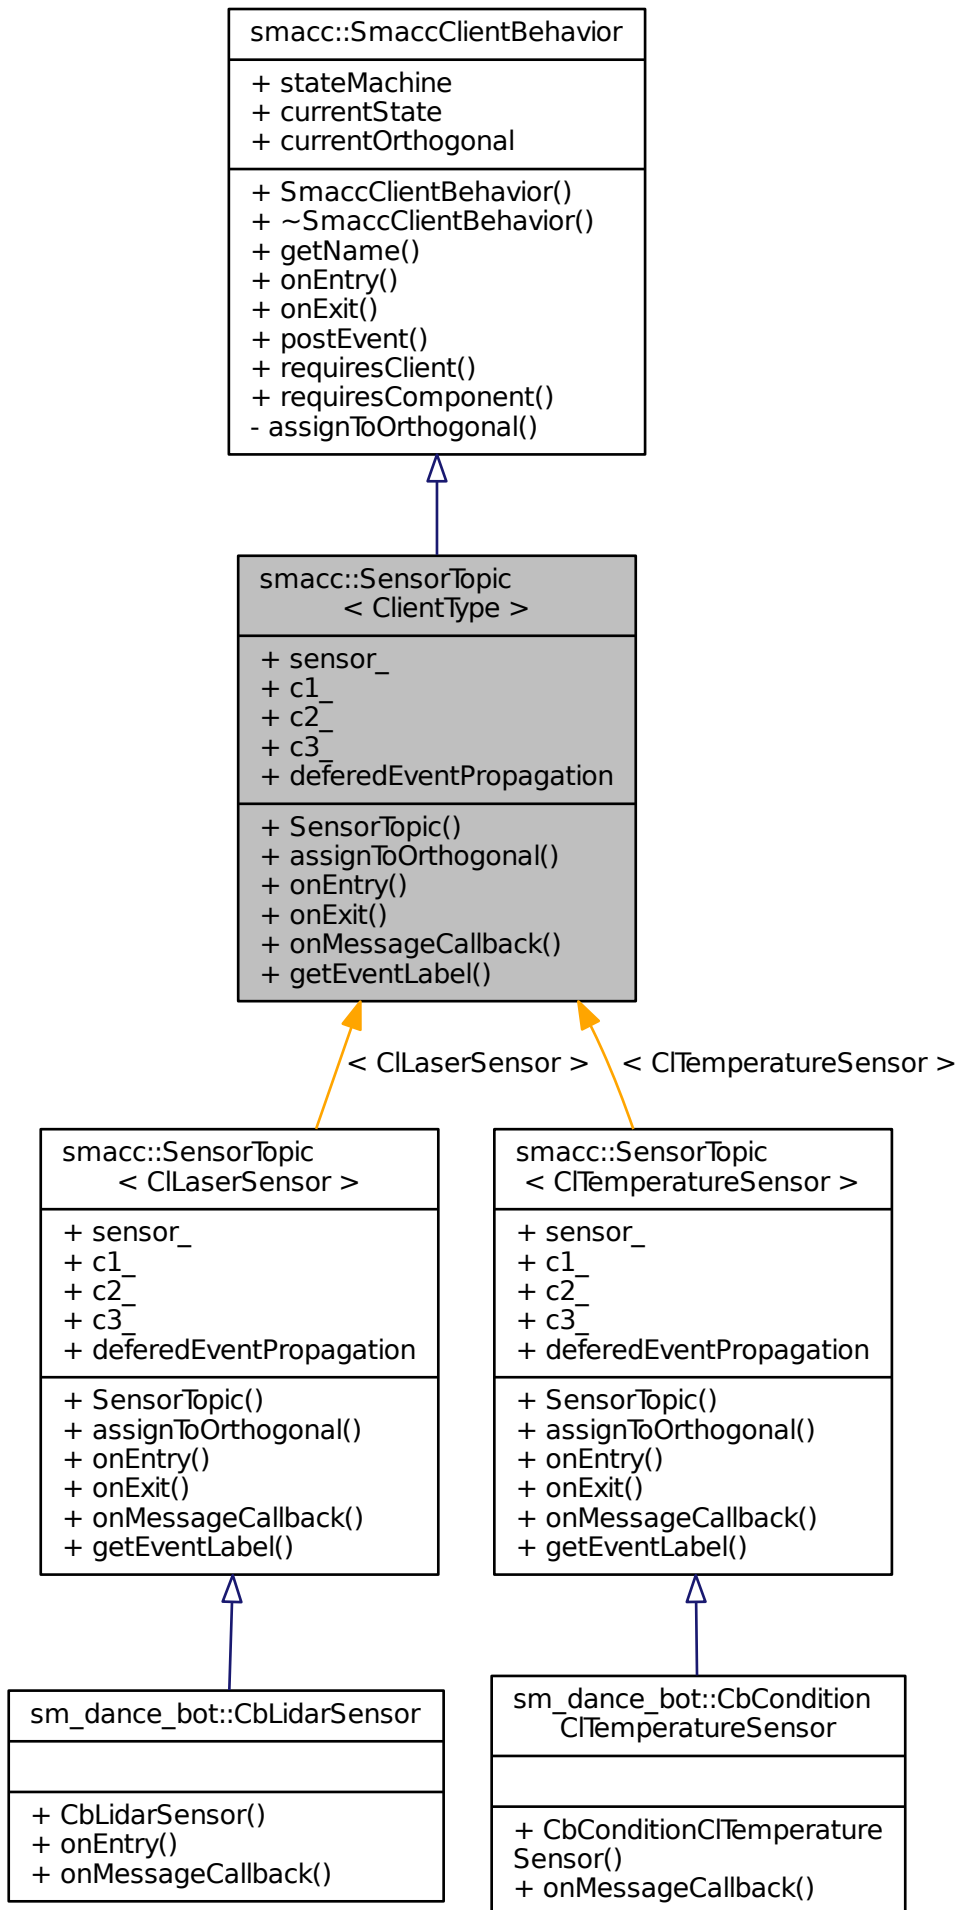 smacc::SmaccClientBehavior
+ stateMachine
+ currentState
+ currentOrthogonal
+ SmaccClientBehavior()
+ ~SmaccClientBehavior()
+ getName()
+ onEntry()
+ onExit()
+ postEvent()
+ requiresClient()
+ requiresComponent()
- assignToOrthogonal()
smacc::SensorTopic
< ClientType >
+ sensor_
+ c1_
+ c2_
+ c3_
+ deferedEventPropagation
+ SensorTopic()
+ assignToOrthogonal()
+ onEntry()
+ onExit()
+ onMessageCallback()
+ getEventLabel()
< ClLaserSensor >
< ClTemperatureSensor >
smacc::SensorTopic
< ClLaserSensor >
+ sensor_
+ c1_
+ c2_
+ c3_
+ deferedEventPropagation
+ SensorTopic()
+ assignToOrthogonal()
+ onEntry()
+ onExit()
+ onMessageCallback()
+ getEventLabel()
smacc::SensorTopic
< ClTemperatureSensor >
+ sensor_
+ c1_
+ c2_
+ c3_
+ deferedEventPropagation
+ SensorTopic()
+ assignToOrthogonal()
+ onEntry()
+ onExit()
+ onMessageCallback()
+ getEventLabel()
sm_dance_bot::CbLidarSensor
+ CbLidarSensor()
+ onEntry()
+ onMessageCallback()
sm_dance_bot::CbCondition
ClTemperatureSensor
+ CbConditionClTemperature
Sensor()
+ onMessageCallback()